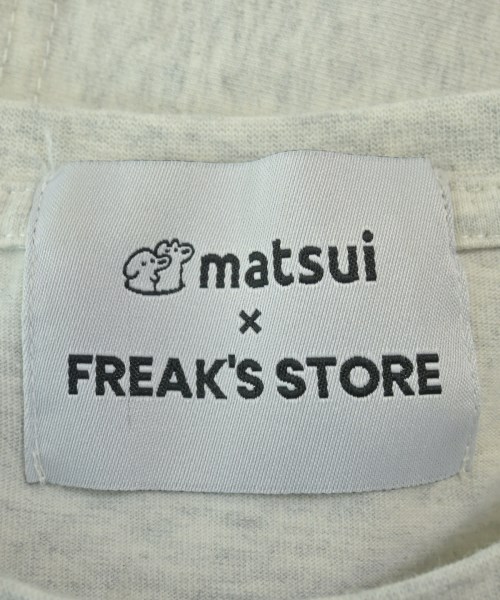 matsui
×
FREAK'S STORE